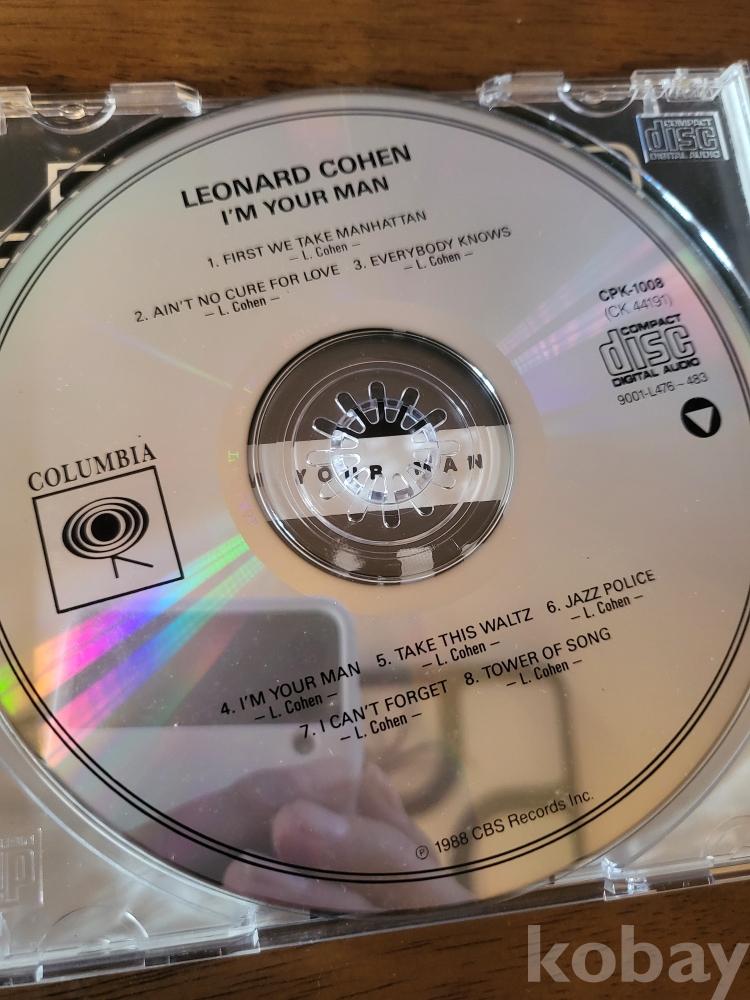 LEONARD COHEN
I'M YOUR MAN
1. FIRST WE TAKE MANHATTAN
– L. Cohen –
2. AIN'T NO CURE FOR LOVE 3. EVERYBODY KNOWS
– L. Cohen – – L. Cohen –
COMPACT
disc
DIGITAL AUDIO
CPK-1008
(CK 44191)
COMPACT
disc
DIGITAL AUDIO
9001-L476-483
COLUMBIA
YOUR MAN
4. I'M YOUR MAN 5. TAKE THIS WALTZ 6. JAZZ POLICE
– L. Cohen – – L. Cohen – – L. Cohen –
7. I CAN'T FORGET 8. TOWER OF SONG
– L. Cohen – – L. Cohen –
℗ 1988 CBS Records Inc.
kobay